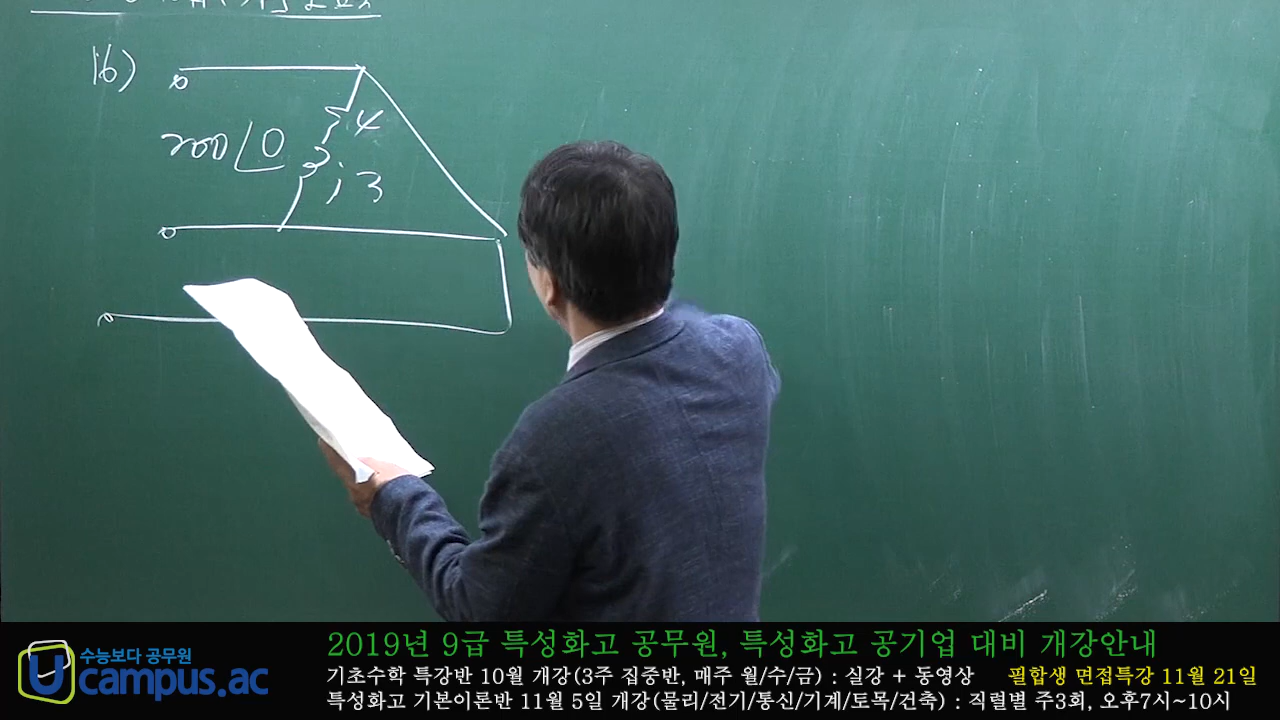 16)
4
200∠0
j3
수능보다 공무원
Ucampus.ac
2019년 9급 특성화고 공무원, 특성화고 공기업 대비 개강안내
기초수학 특강반 10월 개강(3주 집중반, 매주 월/수/금) : 실강 + 동영상 필합생 면접특강 11월 21일
특성화고 기본이론반 11월 5일 개강(물리/전기/통신/기계/토목/건축) : 직렬별 주3회, 오후7시~10시